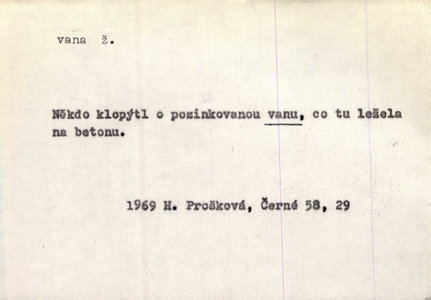 vana ž.
Někdo klopýtl o pozinkovanou vanu, co tu ležela
na betonu.
1969 H. Prošková, Černé 58, 29